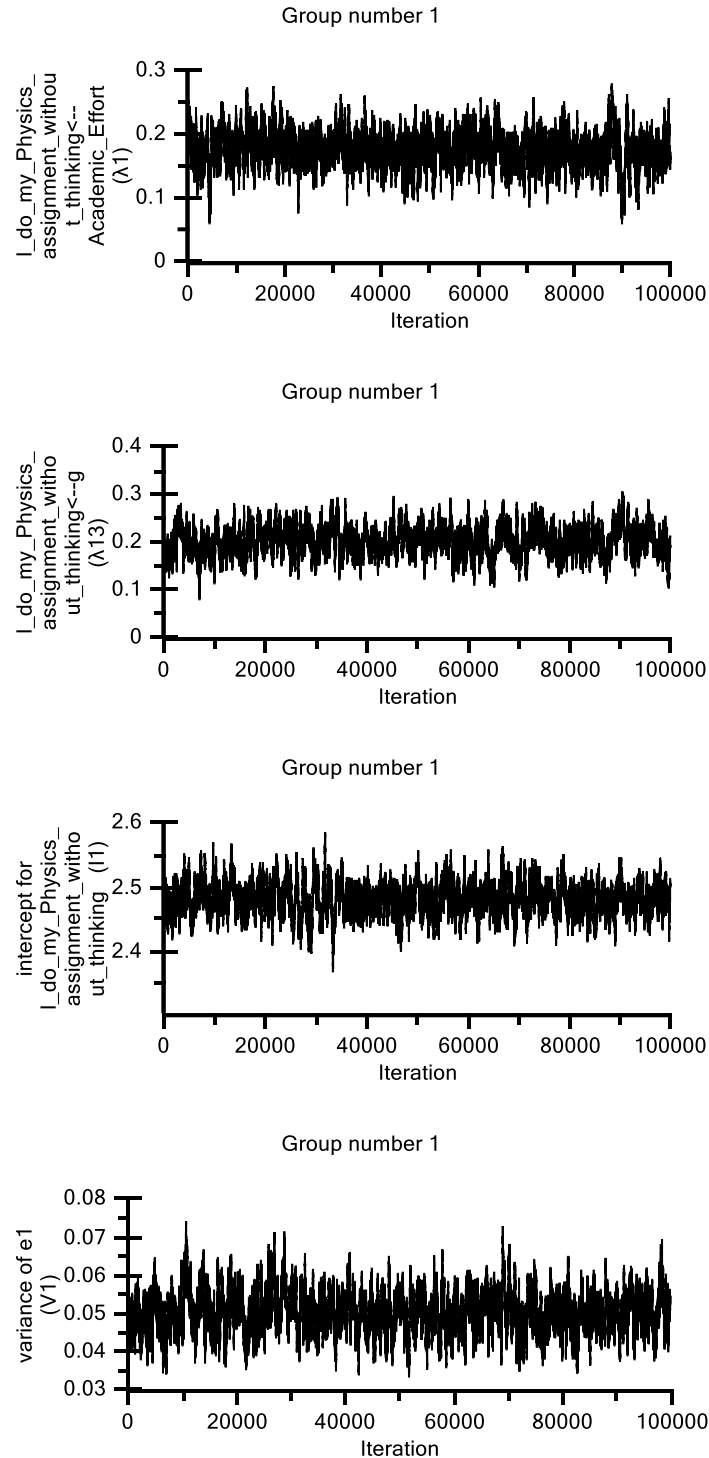 Group number 1
I_do_my_Physics_
assignment_withou
t_thinking<--
Academic_Effort
(λ1)
0.3
0.2
0.1
0
0 20000 40000 60000 80000 100000
Iteration
Group number 1
I_do_my_Physics_
assignment_witho
ut_thinking<--g
(λ13)
0.4
0.3
0.2
0.1
0
0 20000 40000 60000 80000 100000
Iteration
Group number 1
intercept for
I_do_my_Physics_
assignment_witho
ut_thinking (I1)
2.6
2.5
2.4
0 20000 40000 60000 80000 100000
Iteration
Group number 1
variance of e1
(V1)
0.08
0.07
0.06
0.05
0.04
0.03
0 20000 40000 60000 80000 100000
Iteration